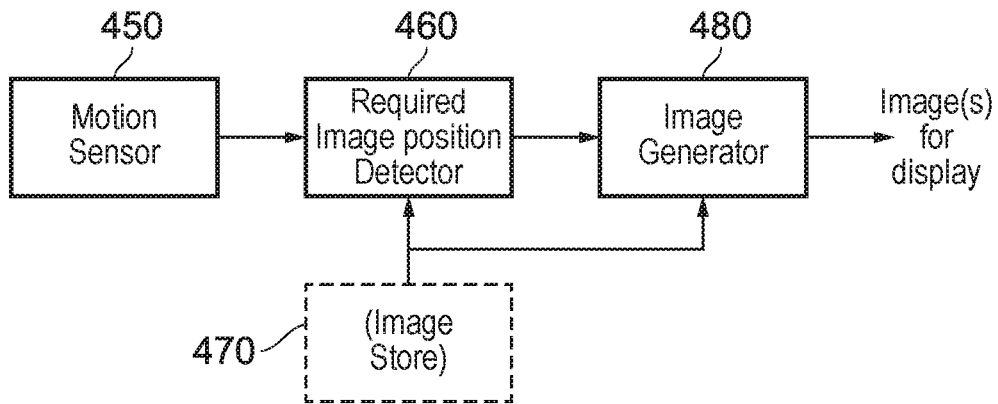 450
460
480
Motion
Sensor
Required
Image position
Detector
Image
Generator
Image(s)
for
display
470
(Image
Store)